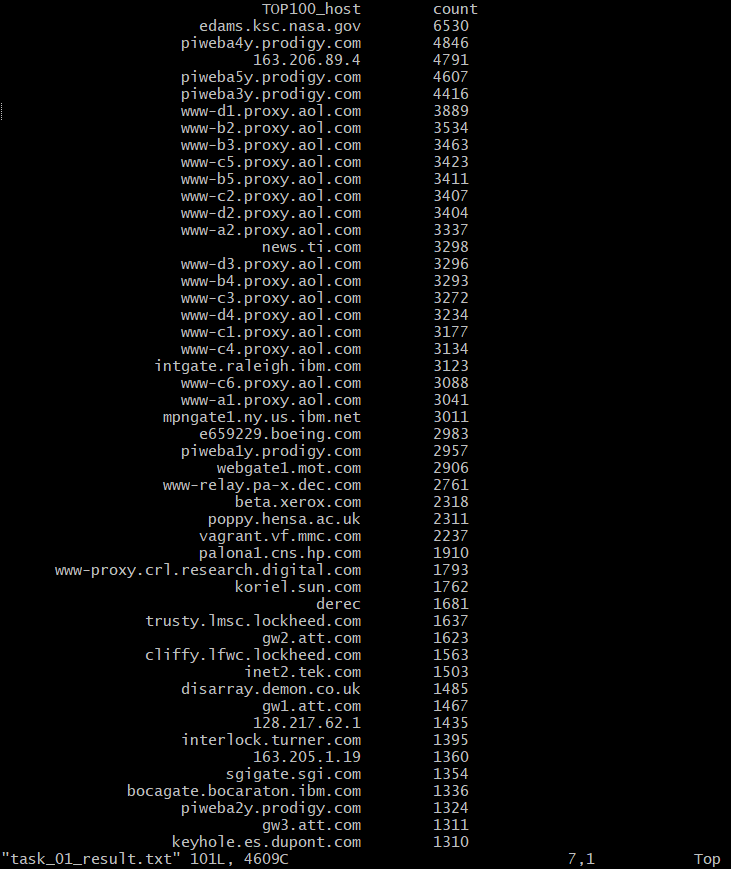 TOP100_host count
edams.ksc.nasa.gov 6530
piweba4y.prodigy.com 4846
163.206.89.4 4791
piweba5y.prodigy.com 4607
piweba3y.prodigy.com 4416
www-d1.proxy.aol.com 3889
www-b2.proxy.aol.com 3534
www-b3.proxy.aol.com 3463
www-c5.proxy.aol.com 3423
www-b5.proxy.aol.com 3411
www-c2.proxy.aol.com 3407
www-d2.proxy.aol.com 3404
www-a2.proxy.aol.com 3337
news.ti.com 3298
www-d3.proxy.aol.com 3296
www-b4.proxy.aol.com 3293
www-c3.proxy.aol.com 3272
www-d4.proxy.aol.com 3234
www-c1.proxy.aol.com 3177
www-c4.proxy.aol.com 3134
intgate.raleigh.ibm.com 3123
www-c6.proxy.aol.com 3088
www-a1.proxy.aol.com 3041
mpngate1.ny.us.ibm.net 3011
e659229.boeing.com 2983
piweba1y.prodigy.com 2957
webgate1.mot.com 2906
www-relay.pa-x.dec.com 2761
beta.xerox.com 2318
poppy.hensa.ac.uk 2311
vagrant.vf.mmc.com 2237
palona1.cns.hp.com 1910
www-proxy.crl.research.digital.com 1793
koriel.sun.com 1762
derec 1681
trusty.lmsc.lockheed.com 1637
gw2.att.com 1623
cliffy.lfwc.lockheed.com 1563
inet2.tek.com 1503
disarray.demon.co.uk 1485
gw1.att.com 1467
128.217.62.1 1435
interlock.turner.com 1395
163.205.1.19 1360
sgigate.sgi.com 1354
bocagate.bocaraton.ibm.com 1336
piweba2y.prodigy.com 1324
gw3.att.com 1311
keyhole.es.dupont.com 1310
"task_01_result.txt" 101L, 4609C 7,1 Top